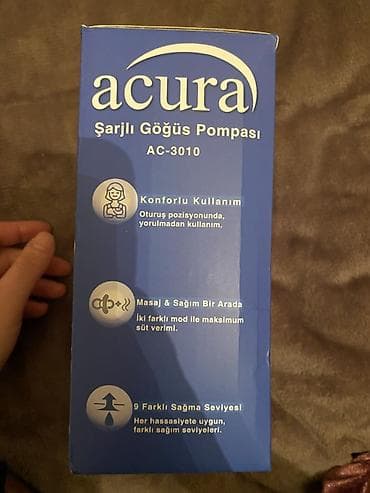 acura
Şarjlı Göğüs Pompası
AC-3010
Konforlu Kullanım
Oturuş pozisyonunda,
yorulmadan kullanım.
Masaj & Sağım Bir Arada
İki farklı mod ile maksimum
süt verimi.
9 Farklı Sağma Seviyesi
Her hassasiyete uygun,
farklı sağım seviyeleri.